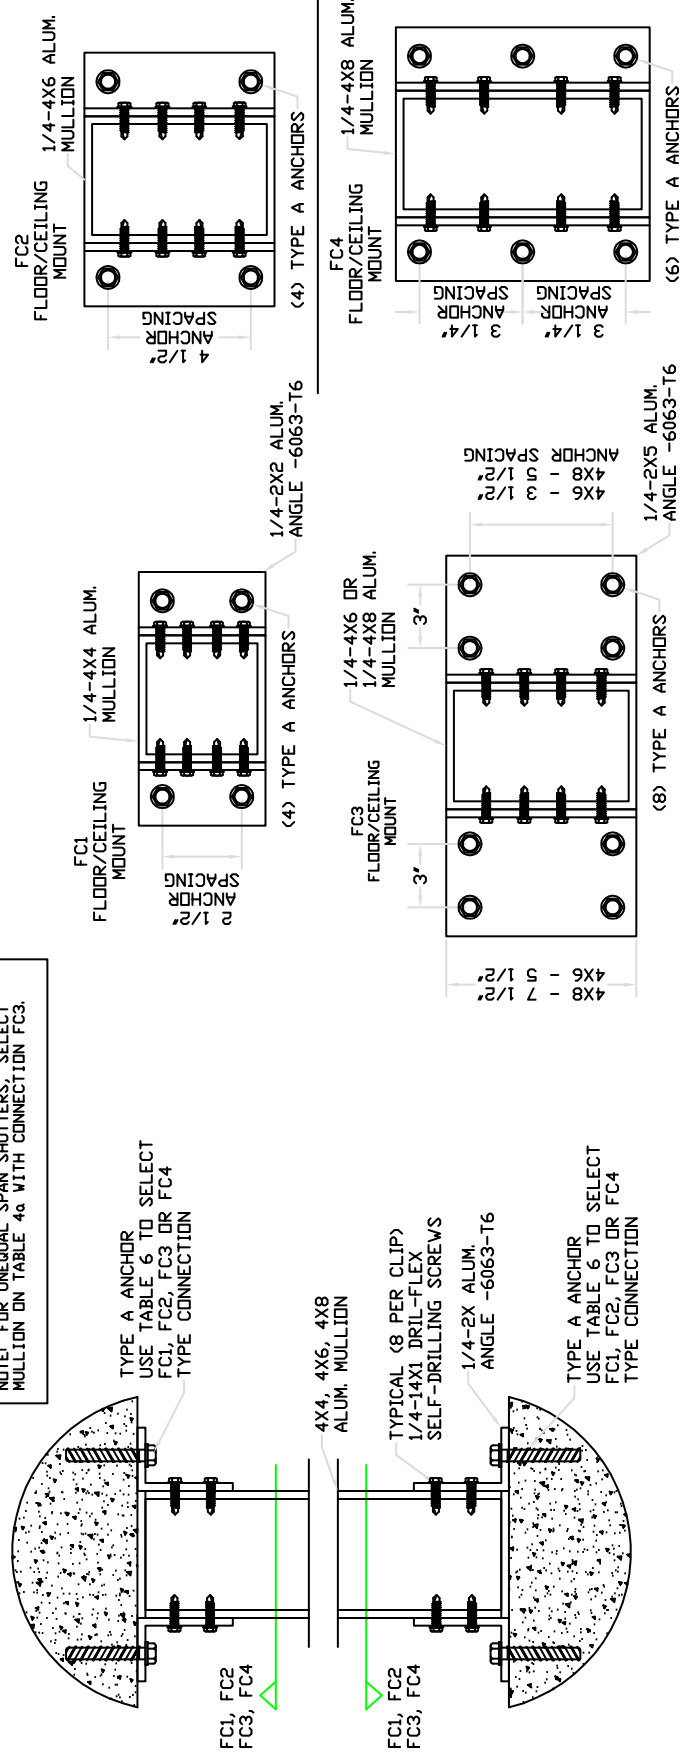 NOTE! FOR UNEQUAL SPAN SHUTTERS, SELECT
MULLION ON TABLE 4a WITH CONNECTION FC3.
TYPE A ANCHOR
USE TABLE 6 TO SELECT
FC1, FC2, FC3 OR FC4
TYPE CONNECTION
4X4, 4X6, 4X8
ALUM. MULLION
TYPICAL (8 PER CLIP)
1/4-14X1 DRIL-FLEX
SELF-DRILLING SCREWS
1/4-2X ALUM.
ANGLE -6063-T6
TYPE A ANCHOR
USE TABLE 6 TO SELECT
FC1, FC2, FC3 OR FC4
TYPE CONNECTION
FC1, FC2
FC3, FC4
FC1, FC2
FC3, FC4
FC1
FLOOR/CEILING
MOUNT
1/4-4X4 ALUM.
MULLION
2 1/2"
ANCHOR
SPACING
(4) TYPE A ANCHORS
1/4-2X2 ALUM.
ANGLE -6063-T6
FC2
FLOOR/CEILING
MOUNT
1/4-4X6 ALUM.
MULLION
4 1/2"
ANCHOR
SPACING
(4) TYPE A ANCHORS
FC3
FLOOR/CEILING
MOUNT
1/4-4X6 OR
1/4-4X8 ALUM.
MULLION
3"
3"
4X8 - 7 1/2"
4X6 - 5 1/2"
4X6 - 3 1/2"
4X8 - 5 1/2"
ANCHOR SPACING
(8) TYPE A ANCHORS
1/4-2X5 ALUM.
ANGLE -6063-T6
FC4
FLOOR/CEILING
MOUNT
1/4-4X8 ALUM.
MULLION
3 1/4"
ANCHOR
SPACING
3 1/4"
ANCHOR
SPACING
(6) TYPE A ANCHORS